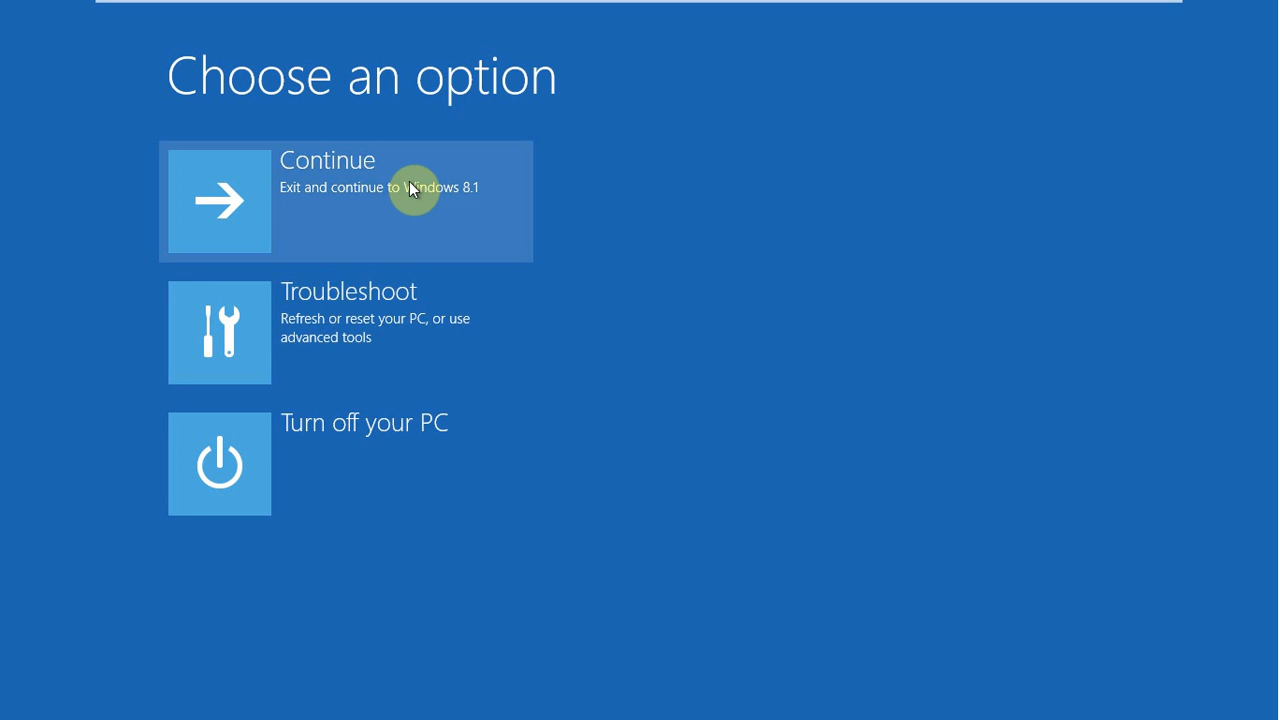 Choose an option
Continue
Exit and continue to Windows 8.1
Troubleshoot
Refresh or reset your PC, or use
advanced tools
Turn off your PC